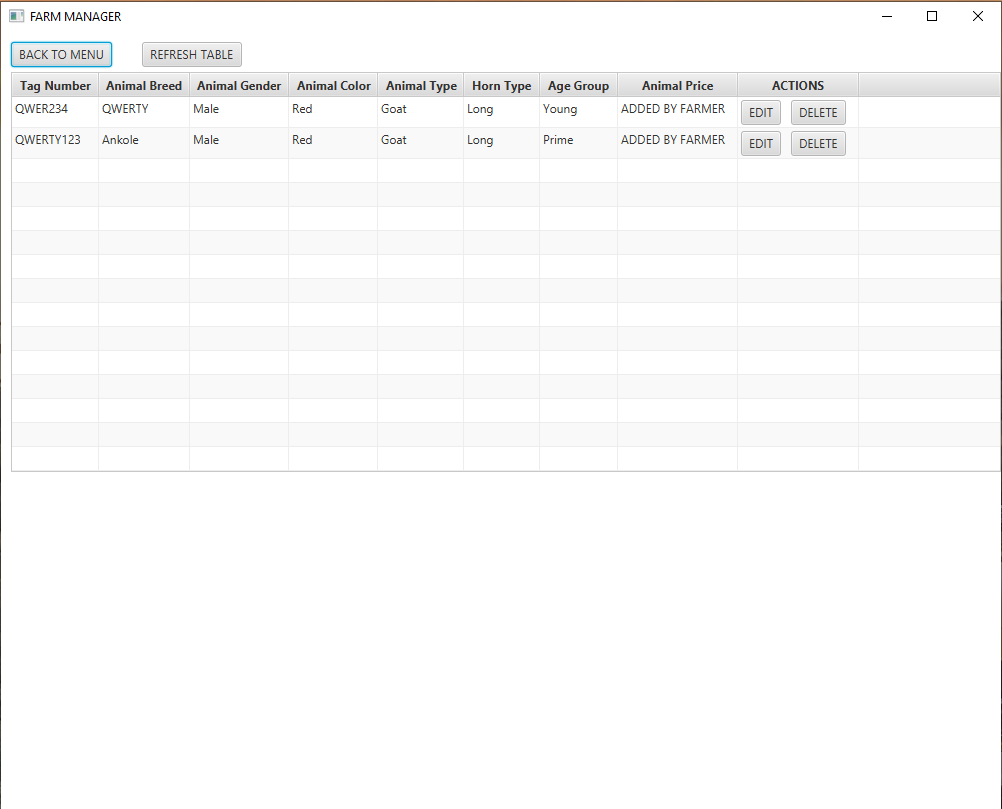 FARM MANAGER
BACK TO MENU REFRESH TABLE
Tag Number Animal Breed Animal Gender Animal Color Animal Type Horn Type Age Group Animal Price ACTIONS
QWER234 QWERTY Male Red Goat Long Young ADDED BY FARMER EDIT DELETE
QWERTY123 Ankole Male Red Goat Long Prime ADDED BY FARMER EDIT DELETE